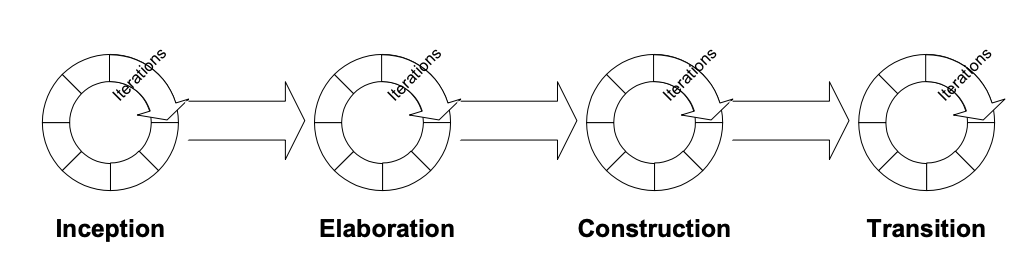 Iterations
Iterations
Iterations
Iterations
Inception
Elaboration
Construction
Transition